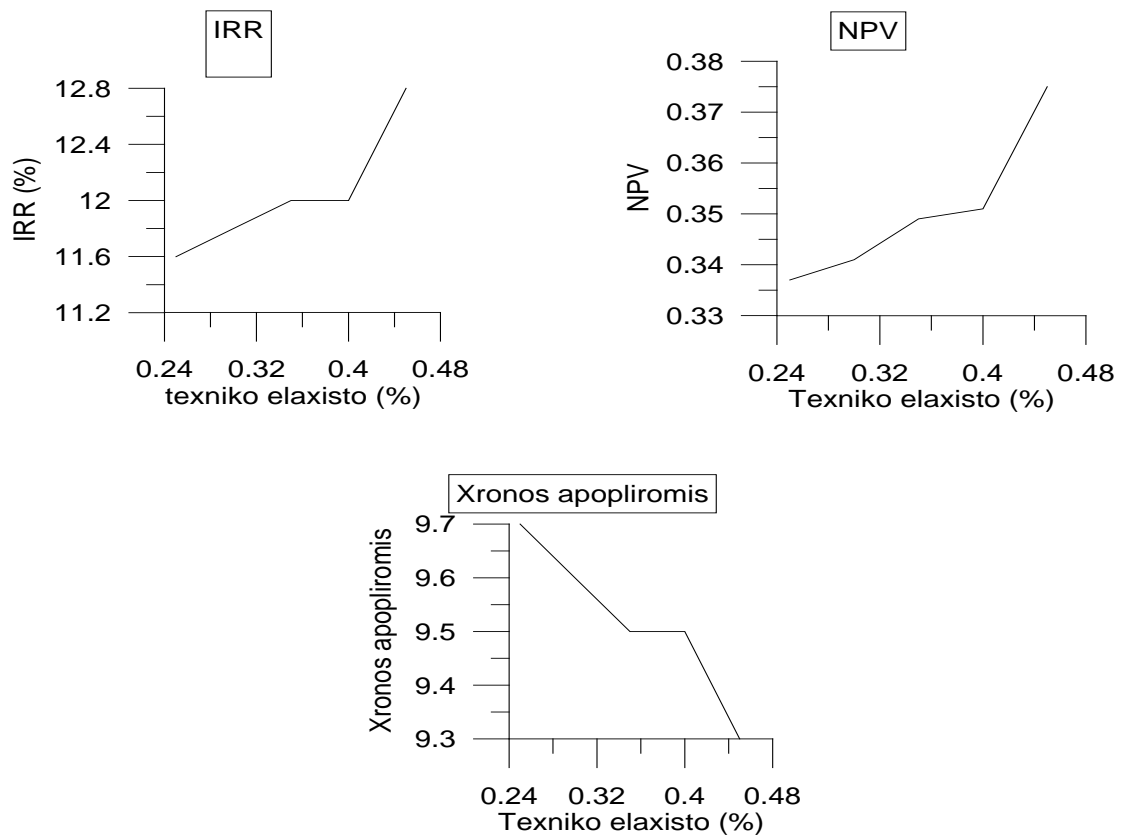 IRR
12.8
12.4
12
11.6
11.2
IRR (%)
0.24 0.32 0.4 0.48
texniko elaxisto (%)
NPV
0.38
0.37
0.36
0.35
0.34
0.33
NPV
0.24 0.32 0.4 0.48
Texniko elaxisto (%)
Xronos apopliromis
9.7
9.6
9.5
9.4
9.3
Xronos apopliromis
0.24 0.32 0.4 0.48
Texniko elaxisto (%)